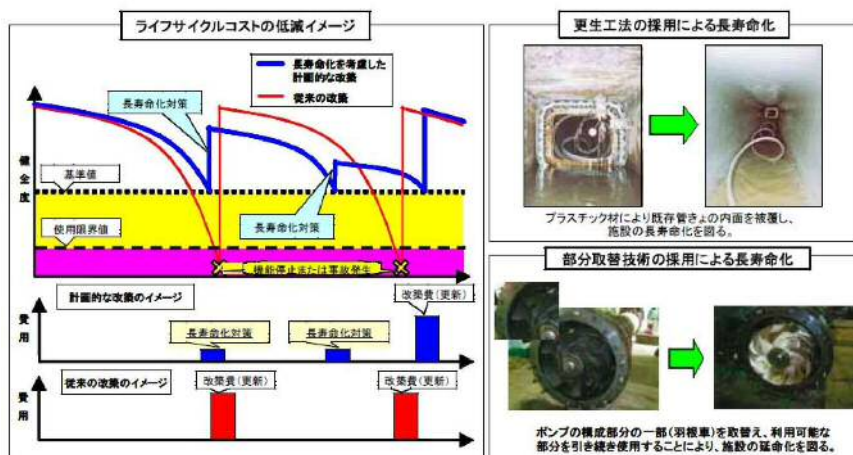 ライフサイクルコストの低減イメージ
長寿命化を考慮した
計画的な改築
従来の改築
長寿命化対策
健全度
基準値
使用限界値
長寿命化対策
機能停止または事故発生
計画的な改築のイメージ
費用
長寿命化対策
長寿命化対策
改築費(更新)
従来の改築のイメージ
費用
改築費(更新)
改築費(更新)
更生工法の採用による長寿命化
プラスチック材により既存管きょの内面を被覆し、
施設の長寿命化を図る。
部分取替技術の採用による長寿命化
ポンプの構成部分の一部(羽根車)を取替え、利用可能な
部分を引き続き使用することにより、施設の延命化を図る。